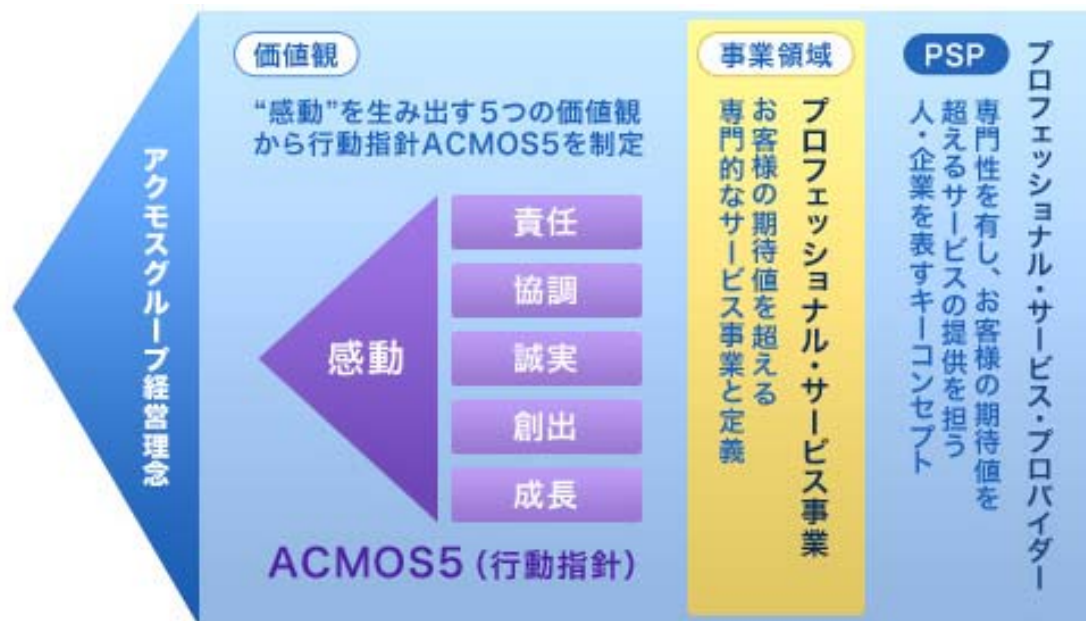 アクモスグループ経営理念
価値観
“感動”を生み出す5つの価値観
から行動指針ACMOS5を制定
感動
責任
協調
誠実
創出
成長
ACMOS5（行動指針）
事業領域
プロフェッショナル・サービス事業
お客様の期待値を超える
専門的なサービス事業と定義
PSP
プロフェッショナル・サービス・プロバイダー
専門性を有し、お客様の期待値を
超えるサービスの提供を担う
人・企業を表すキーコンセプト